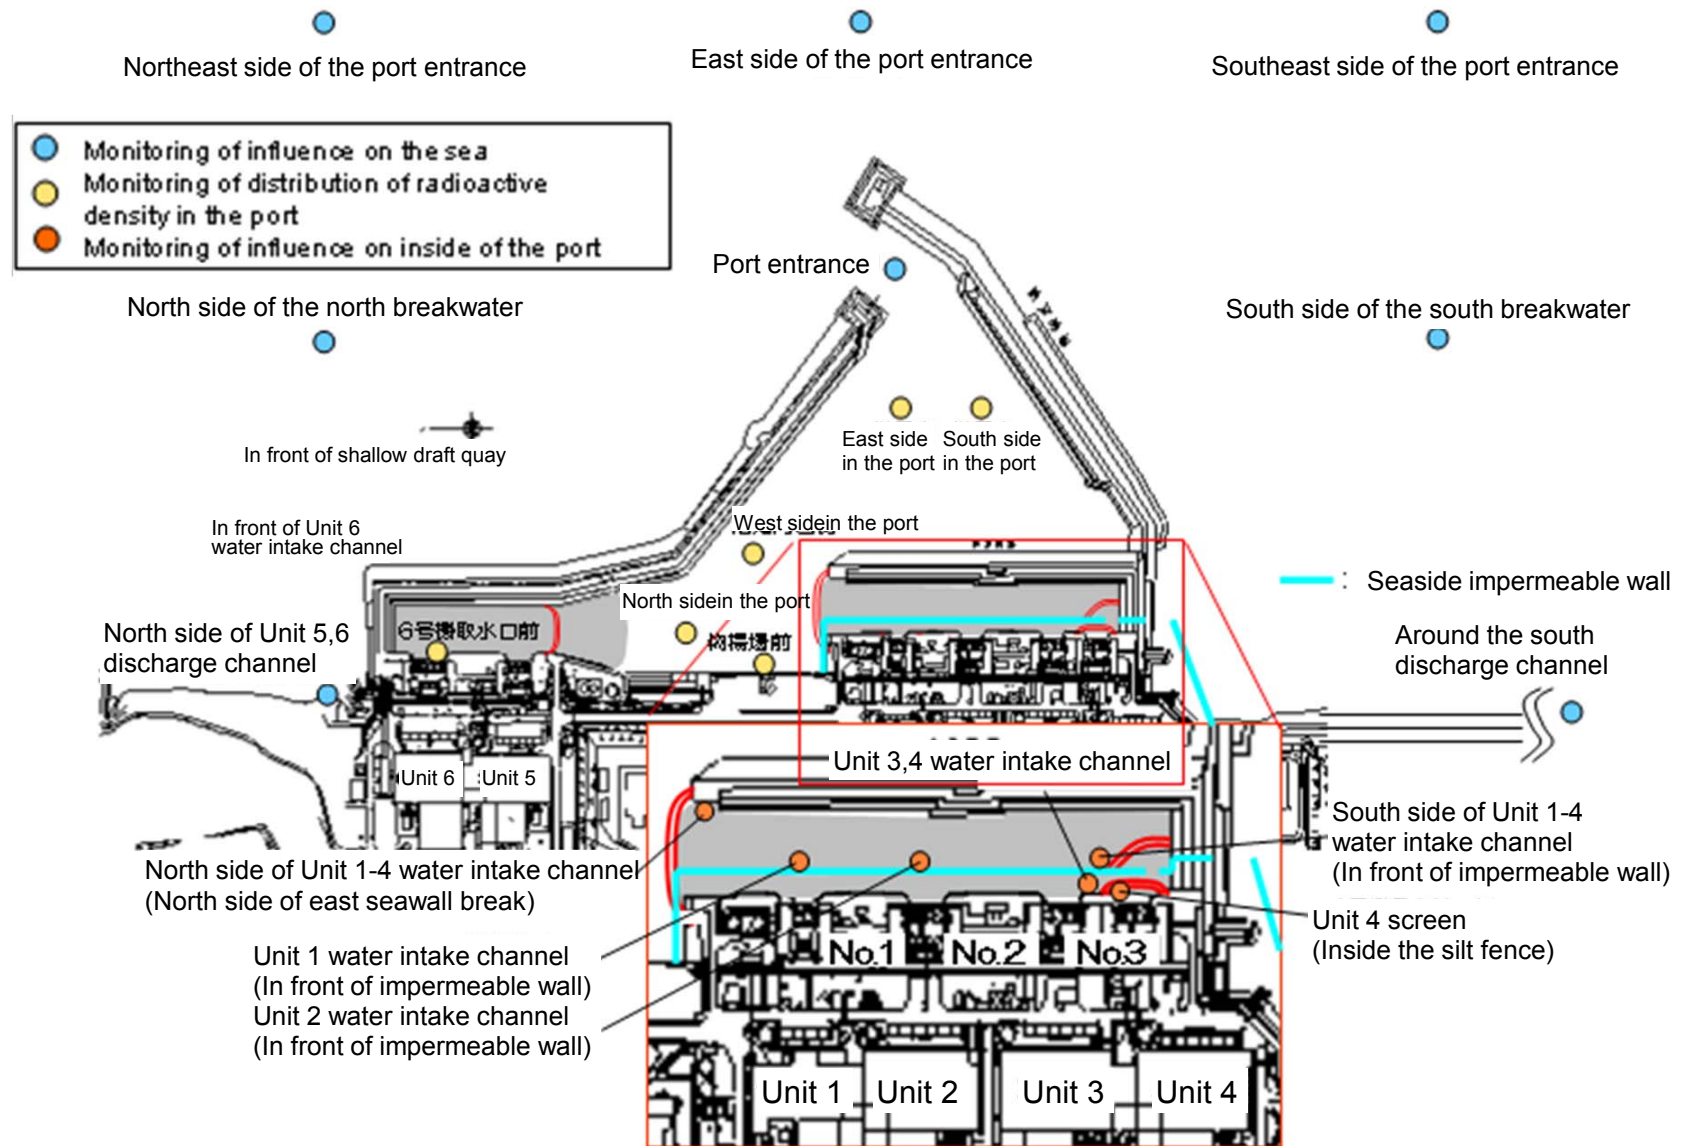 Northeast side of the port entrance
East side of the port entrance
Southeast side of the port entrance
Monitoring of influence on the sea
Monitoring of distribution of radioactive
density in the port
Monitoring of influence on inside of the port
Port entrance
North side of the north breakwater
South side of the south breakwater
East side
in the port
South side
in the port
In front of shallow draft quay
In front of Unit 6
water intake channel
West sidein the port
North sidein the port
: Seaside impermeable wall
6号機取水口前
物揚場前
North side of Unit 5,6
discharge channel
Around the south
discharge channel
Unit 6
Unit 5
Unit 3,4 water intake channel
South side of Unit 1-4
water intake channel
(In front of impermeable wall)
North side of Unit 1-4 water intake channel
(North side of east seawall break)
Unit 4 screen
(Inside the silt fence)
Unit 1 water intake channel
(In front of impermeable wall)
Unit 2 water intake channel
(In front of impermeable wall)
No.1
No.2
No.3
Unit 1
Unit 2
Unit 3
Unit 4